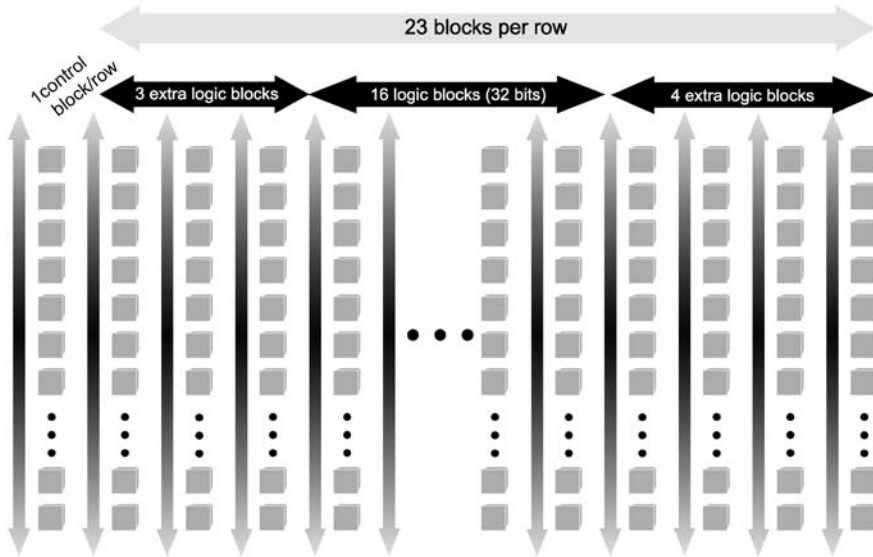 23 blocks per row
1control
block/row
3 extra logic blocks
16 logic blocks (32 bits)
4 extra logic blocks